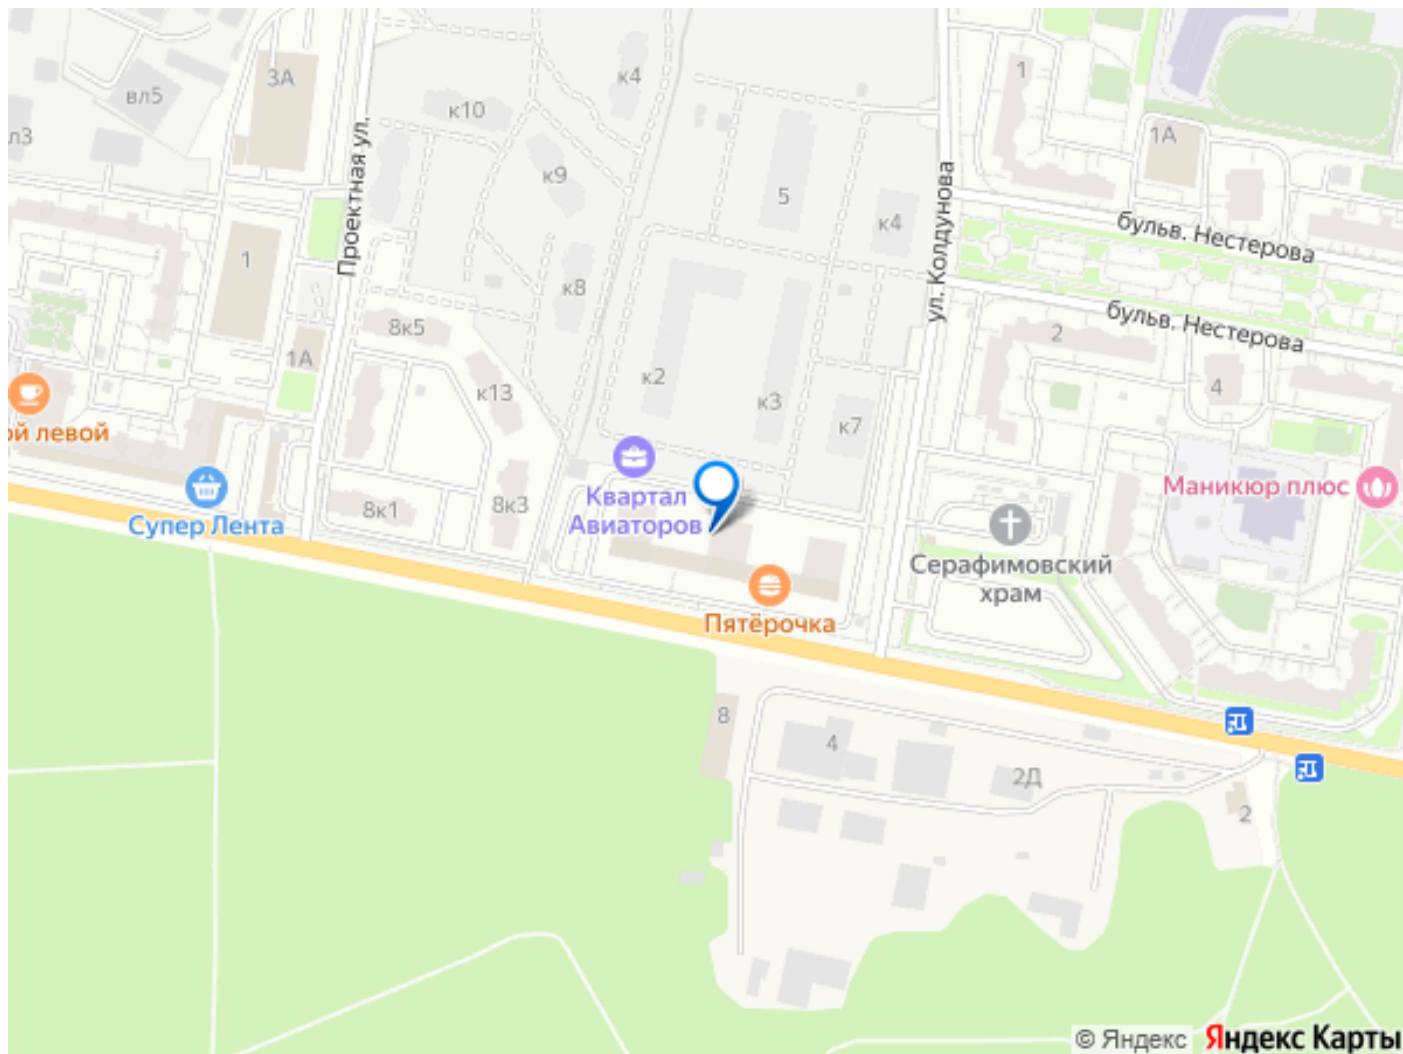 3А
вл5
л3
к10
к4
1
1А
Проектная ул.
к9
5
к4
ул. Колдунова
бульв. Нестерова
1
к8
бульв. Нестерова
8к5
1А
2
4
к2
к13
к3
к7
ой левой
Квартал
Авиаторов
Супер Лента
8к1
8к3
Маникюр плюс
Серафимовский
храм
Пятёрочка
8
4
2Д
2
© Яндекс Яндекс Карты